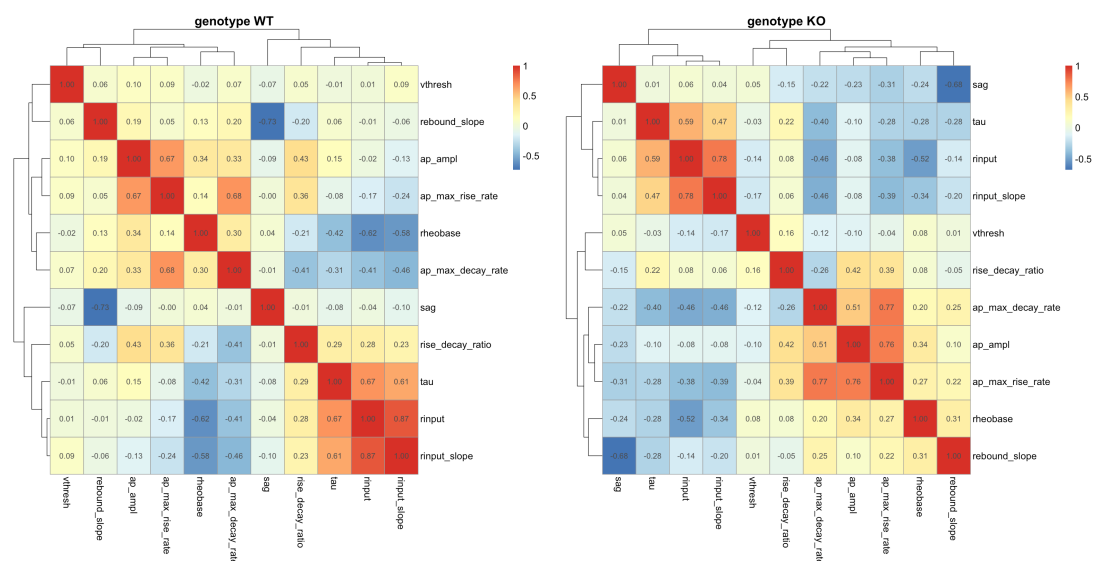 genotype WT
1
0.5
0
-0.5
1.00 0.06 0.10 0.09 -0.02 0.07 -0.07 0.05 -0.01 0.01 0.09 vthresh
0.06 1.00 0.19 0.05 0.13 0.20 -0.73 -0.20 0.06 -0.01 -0.06 rebound_slope
0.10 0.19 1.00 0.67 0.34 0.33 -0.09 0.43 0.15 -0.02 -0.13 ap_ampl
0.09 0.05 0.67 1.00 0.14 0.68 -0.00 0.36 -0.08 -0.17 -0.24 ap_max_rise_rate
-0.02 0.13 0.34 0.14 1.00 0.30 0.04 -0.21 -0.42 -0.62 -0.58 rheobase
0.07 0.20 0.33 0.68 0.30 1.00 -0.01 -0.41 -0.31 -0.41 -0.46 ap_max_decay_rate
-0.07 -0.73 -0.09 -0.00 0.04 -0.01 1.00 -0.01 -0.08 -0.04 -0.10 sag
0.05 -0.20 0.43 0.36 -0.21 -0.41 -0.01 1.00 0.29 0.28 0.23 rise_decay_ratio
-0.01 0.06 0.15 -0.08 -0.42 -0.31 -0.08 0.29 1.00 0.67 0.61 tau
0.01 -0.01 -0.02 -0.17 -0.62 -0.41 -0.04 0.28 0.67 1.00 0.87 rinput
0.09 -0.06 -0.13 -0.24 -0.58 -0.46 -0.10 0.23 0.61 0.87 1.00 rinput_slope
vthresh
rebound_slope
ap_ampl
ap_max_rise_rate
rheobase
ap_max_decay_rate
sag
rise_decay_ratio
tau
rinput
rinput_slope
genotype KO
1
0.5
0
-0.5
1.00 0.01 0.06 0.04 0.05 -0.15 -0.22 -0.23 -0.31 -0.24 -0.68 sag
0.01 1.00 0.59 0.47 -0.03 0.22 -0.40 -0.10 -0.28 -0.28 -0.28 tau
0.06 0.59 1.00 0.78 -0.14 0.08 -0.46 -0.08 -0.38 -0.52 -0.14 rinput
0.04 0.47 0.78 1.00 -0.17 0.06 -0.46 -0.08 -0.39 -0.34 -0.20 rinput_slope
0.05 -0.03 -0.14 -0.17 1.00 0.16 -0.12 -0.10 -0.04 0.08 0.01 vthresh
-0.15 0.22 0.08 0.06 0.16 1.00 -0.26 0.42 0.39 0.08 -0.05 rise_decay_ratio
-0.22 -0.40 -0.46 -0.46 -0.12 -0.26 1.00 0.51 0.77 0.20 0.25 ap_max_decay_rate
-0.23 -0.10 -0.08 -0.08 -0.10 0.42 0.51 1.00 0.76 0.34 0.10 ap_ampl
-0.31 -0.28 -0.38 -0.39 -0.04 0.39 0.77 0.76 1.00 0.27 0.22 ap_max_rise_rate
-0.24 -0.28 -0.52 -0.34 0.08 0.08 0.20 0.34 0.27 1.00 0.31 rheobase
-0.68 -0.28 -0.14 -0.20 0.01 -0.05 0.25 0.10 0.22 0.31 1.00 rebound_slope
sag
tau
rinput
rinput_slope
vthresh
rise_decay_ratio
ap_max_decay_rate
ap_ampl
ap_max_rise_rate
rheobase
rebound_slope